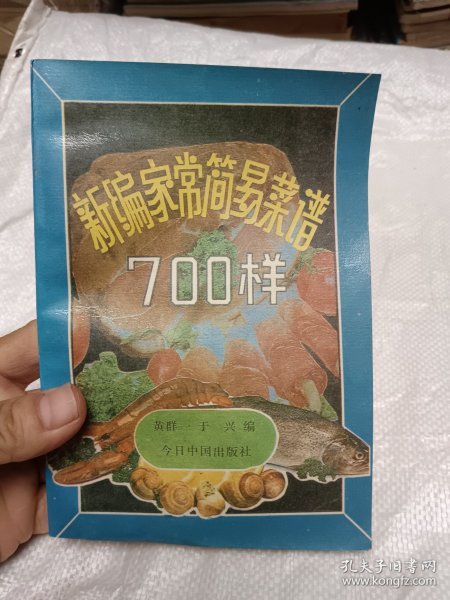 新编家常简易菜谱
700样
黄群 于兴编
今日中国出版社
孔夫子旧书网
www.kongfz.com